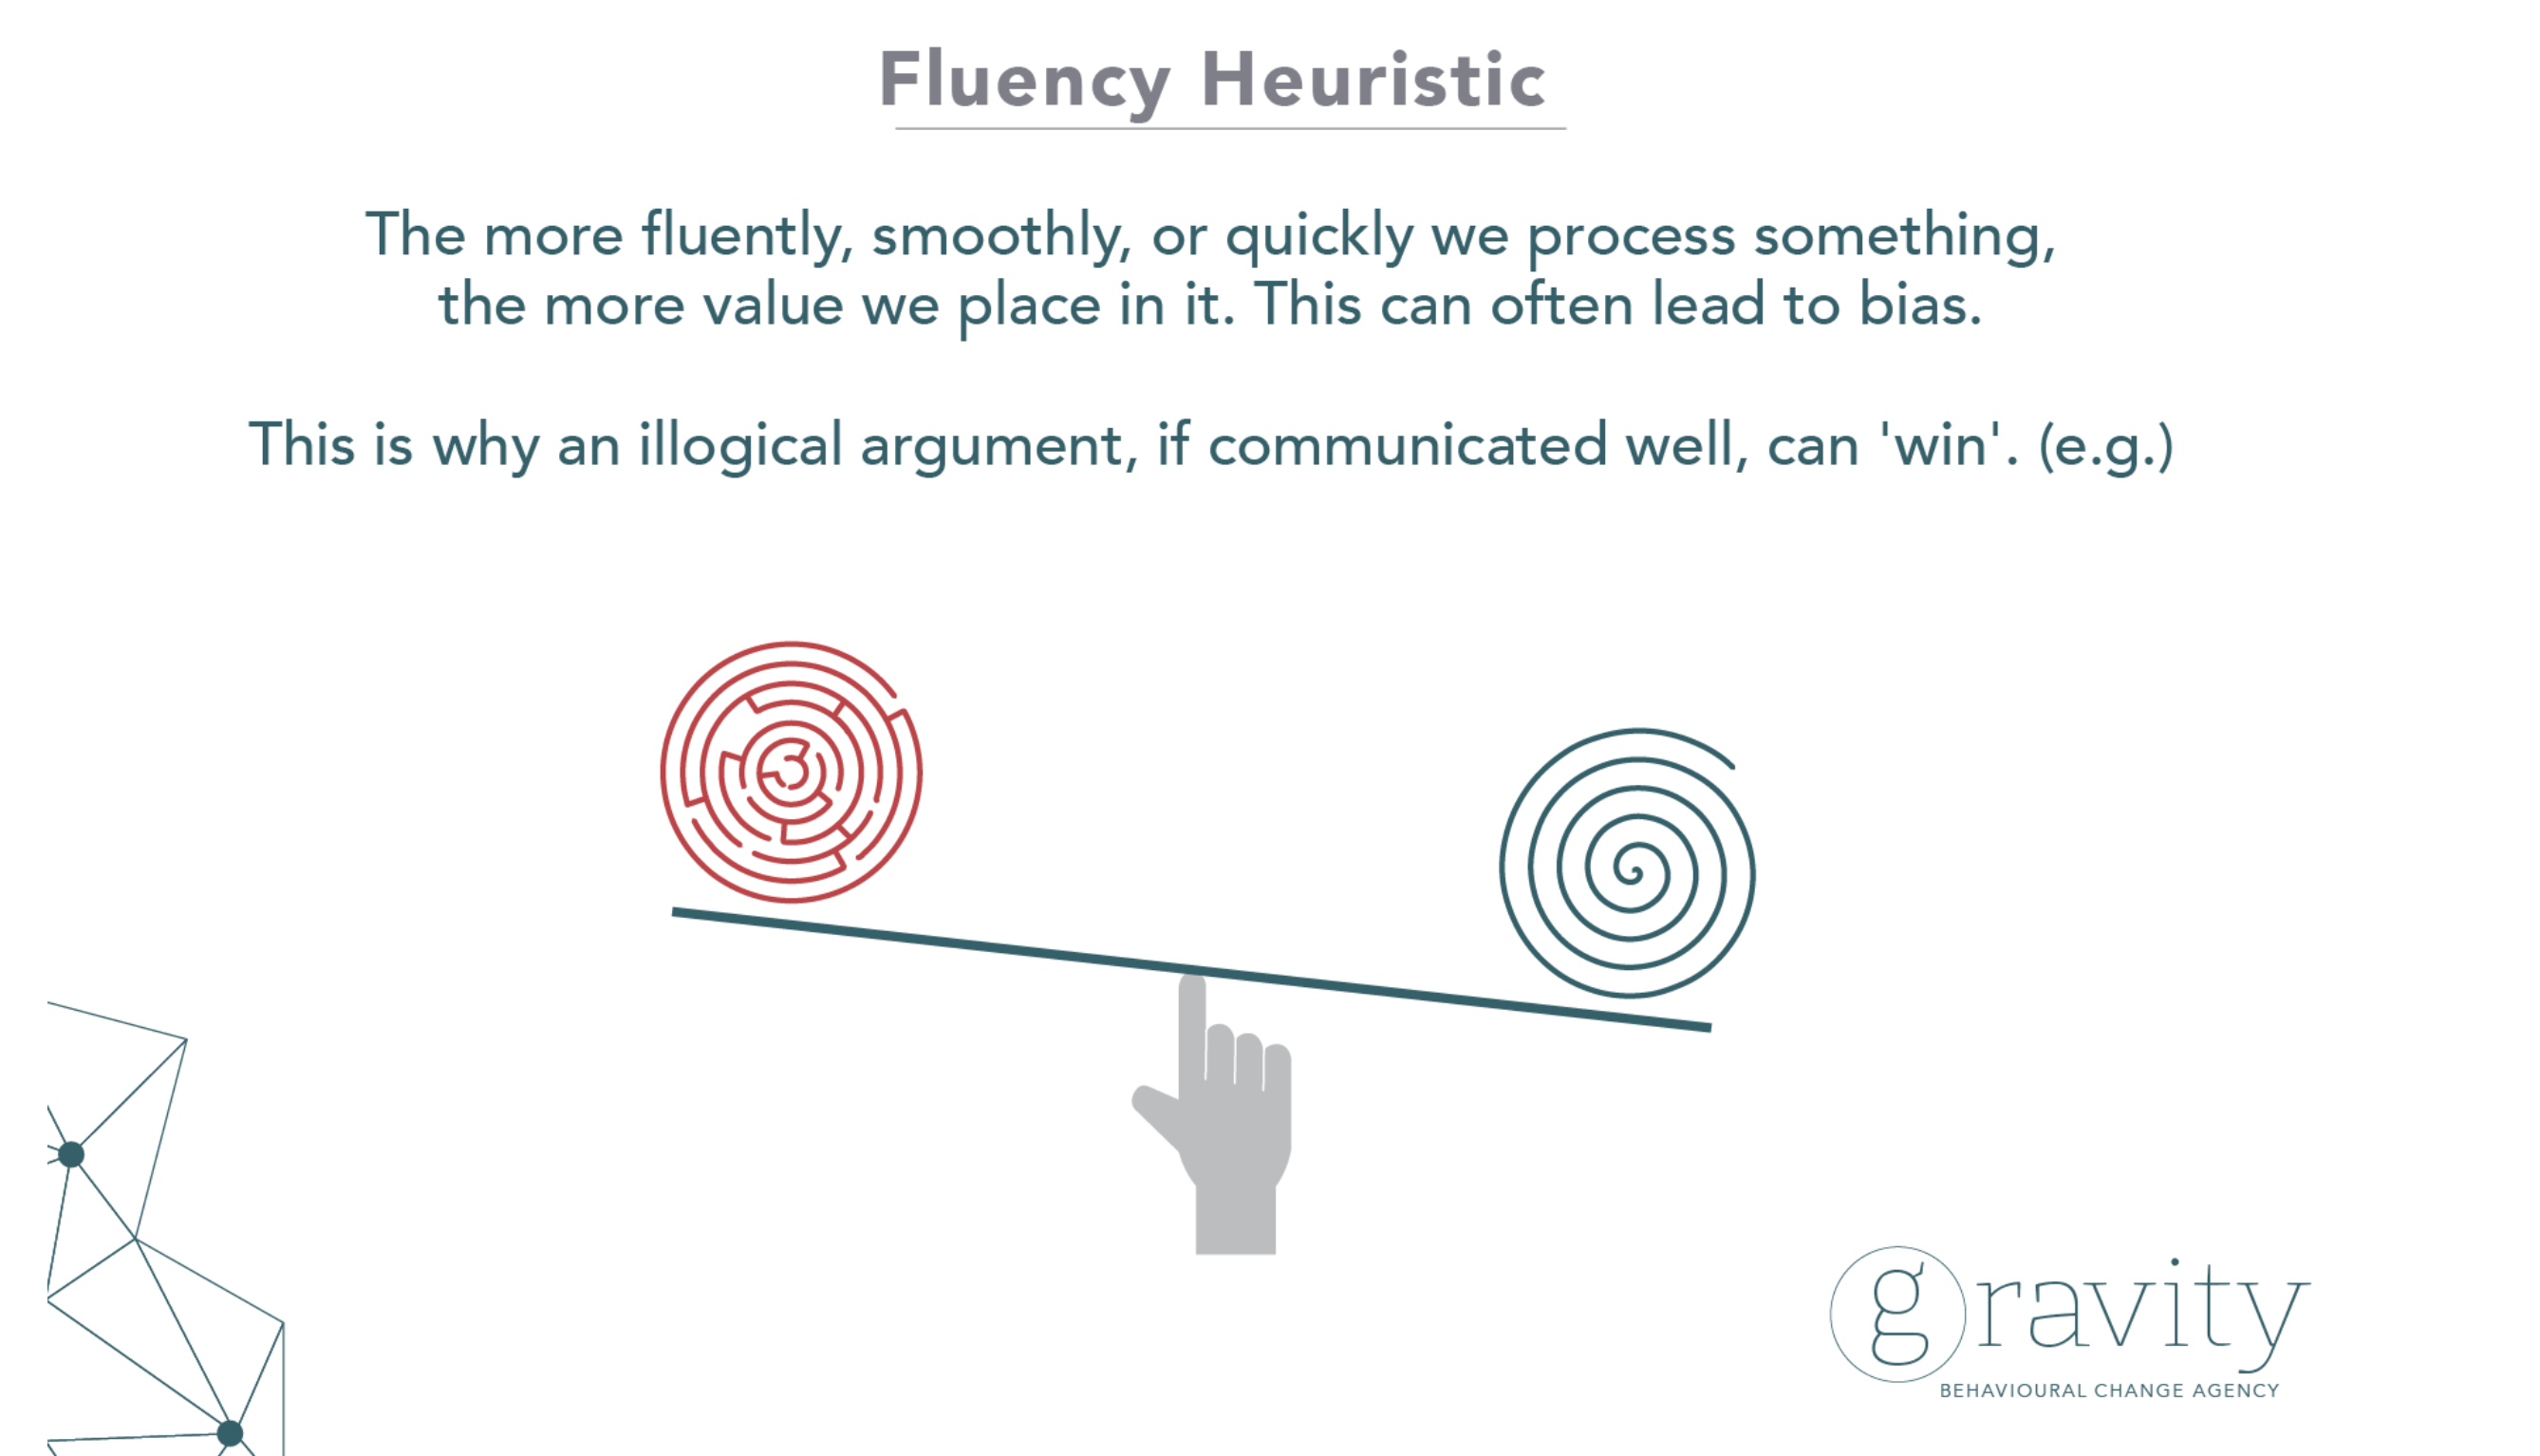 Fluency Heuristic
The more fluently, smoothly, or quickly we process something,
the more value we place in it. This can often lead to bias.
This is why an illogical argument, if communicated well, can 'win'. (e.g.)
gravity
BEHAVIOURAL CHANGE AGENCY